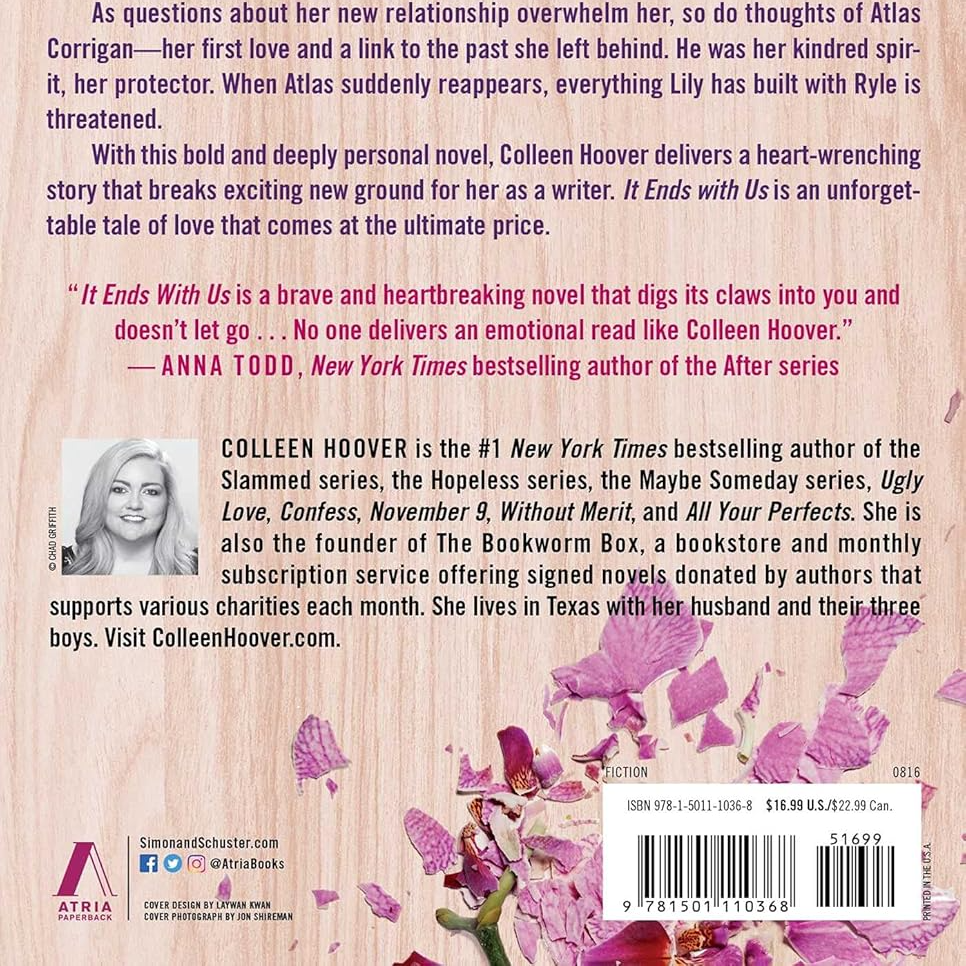 As questions about her new relationship overwhelm her, so do thoughts of Atlas
Corrigan—her first love and a link to the past she left behind. He was her kindred spir-
it, her protector. When Atlas suddenly reappears, everything Lily has built with Ryle is
threatened.
With this bold and deeply personal novel, Colleen Hoover delivers a heart-wrenching
story that breaks exciting new ground for her as a writer. It Ends with Us is an unforget-
table tale of love that comes at the ultimate price.
“It Ends With Us is a brave and heartbreaking novel that digs its claws into you and
doesn’t let go . . . No one delivers an emotional read like Colleen Hoover.”
— ANNA TODD, New York Times bestselling author of the After series
© CHAD GRIFFITH
COLLEEN HOOVER is the #1 New York Times bestselling author of the
Slammed series, the Hopeless series, the Maybe Someday series, Ugly
Love, Confess, November 9, Without Merit, and All Your Perfects. She is
also the founder of The Bookworm Box, a bookstore and monthly
subscription service offering signed novels donated by authors that
supports various charities each month. She lives in Texas with her husband and their three
boys. Visit ColleenHoover.com.
FICTION 0816
ISBN 978-1-5011-1036-8 $16.99 U.S./$22.99 Can.
51699
9 781501 110368
PRINTED IN THE U.S.A.
ATRIA
PAPERBACK
SimonandSchuster.com
@AtriaBooks
COVER DESIGN BY LAYWAN KWAN
COVER PHOTOGRAPH BY JON SHIREMAN